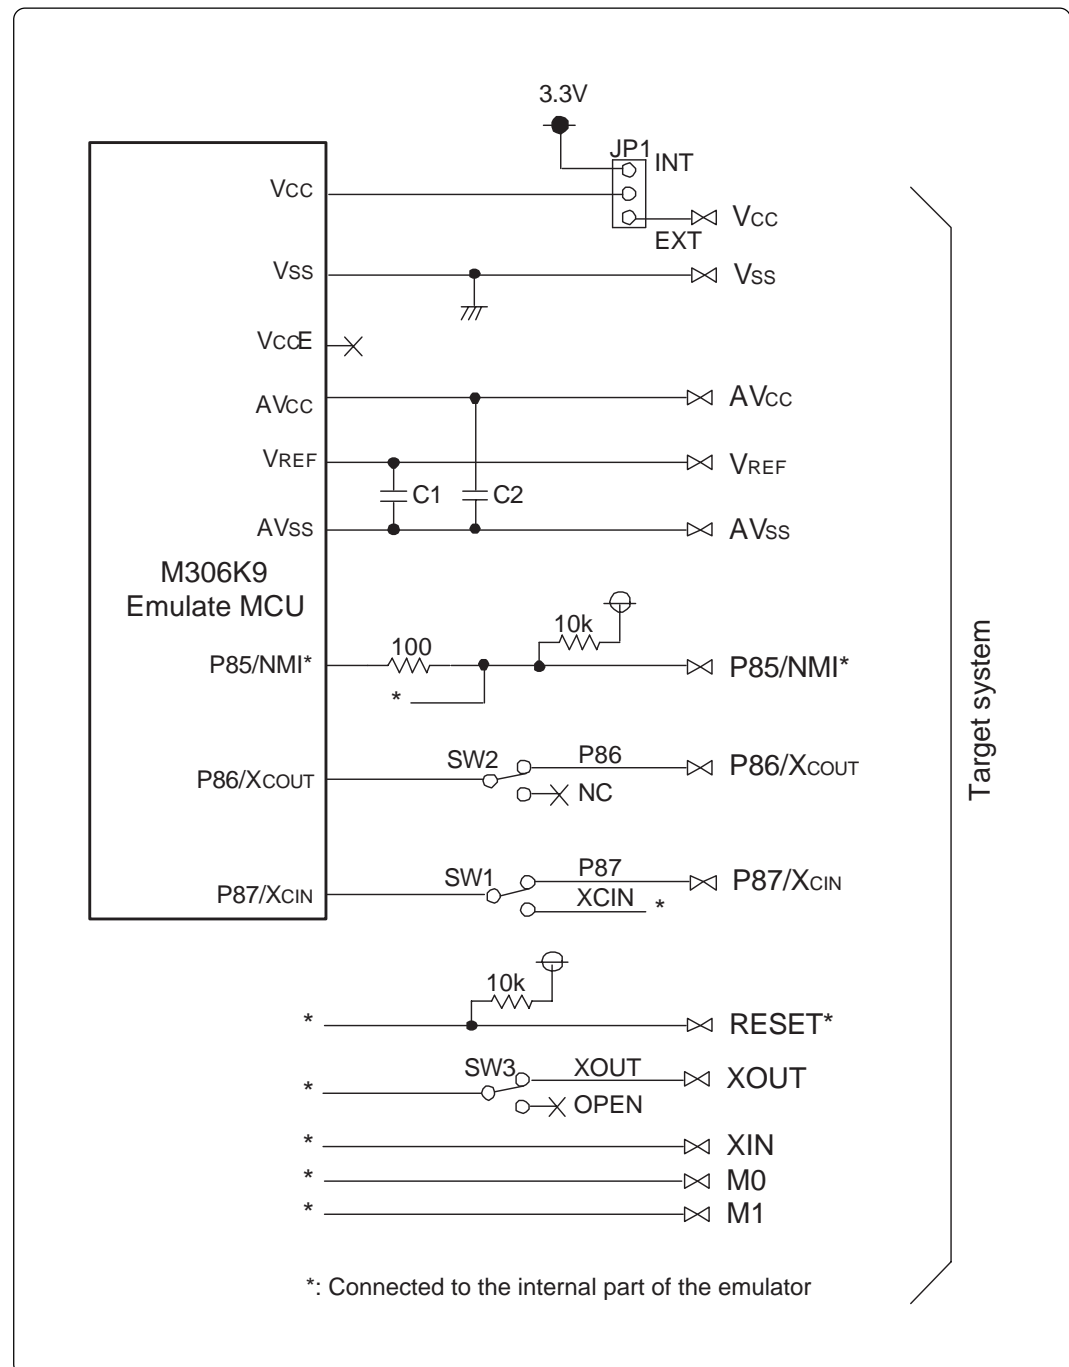 3.3V
JP1
INT
Vcc
Vcc
EXT
Vss
Vss
VccE
AVcc
AVcc
VREF
VREF
C1
C2
AVss
AVss
M306K9
Emulate MCU
10k
100
P85/NMI*
P85/NMI*
*
SW2
P86
P86/XCOUT
P86/XCOUT
NC
SW1
P87
P87/XCIN
P87/XCIN
XCIN
*
10k
*
RESET*
SW3
XOUT
XOUT
*
OPEN
*
XIN
*
M0
*
M1
Target system
*: Connected to the internal part of the emulator